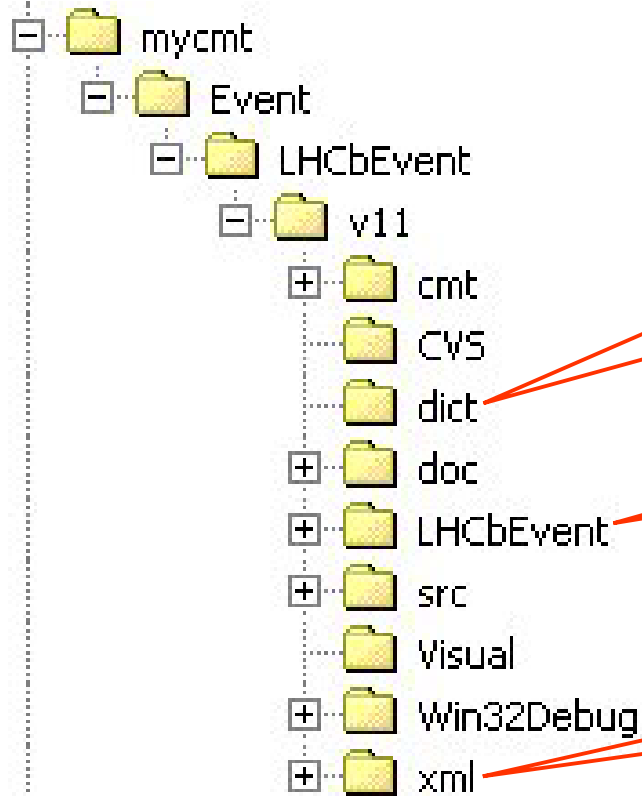 mycmt
Event
LHCbEvent
v11
cmt
CVS
dict
doc
LHCbEvent
src
Visual
Win32Debug
xml